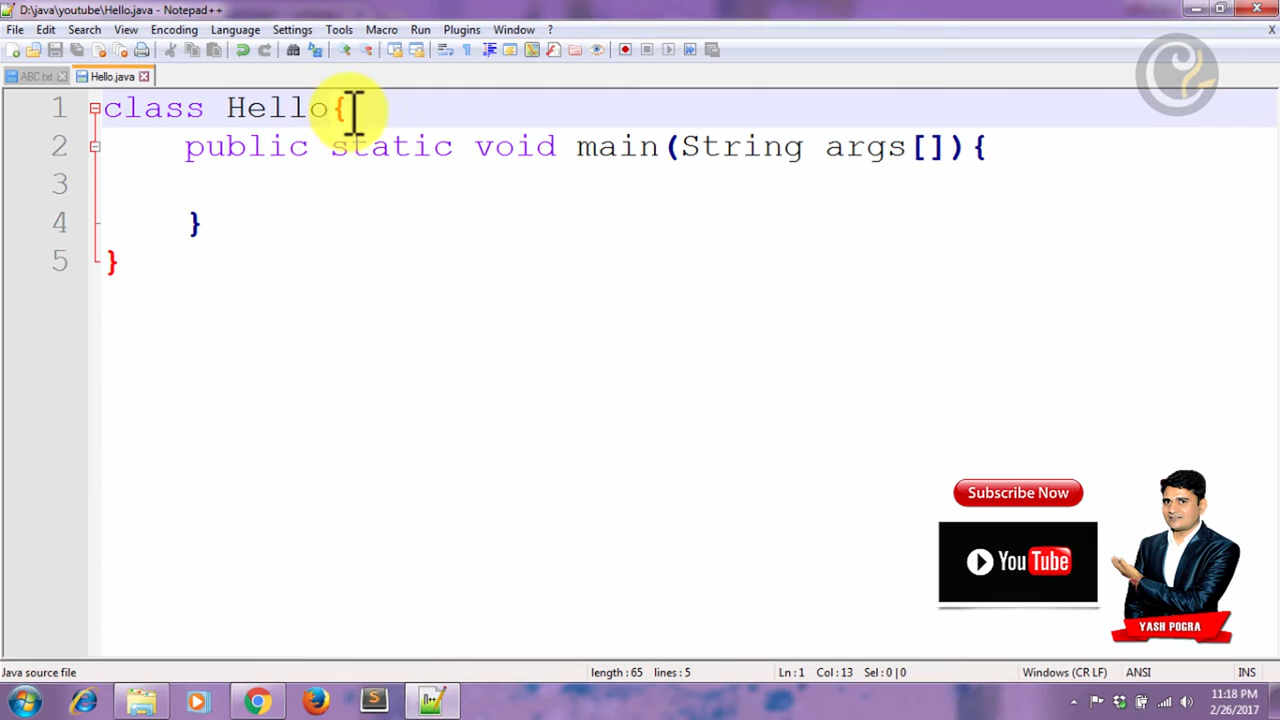 D:\java\youtube\Hello.java - Notepad++
File Edit Search View Encoding Language Settings Tools Macro Run Plugins Window ? X
ABC.txt Hello.java
1 class Hello{
2 public static void main(String args[]){
3
4 }
5 }
Subscribe Now
YouTube
YASH POGRA
Java source file length : 65 lines : 5 Ln : 1 Col : 13 Sel : 0 | 0 Windows (CR LF) ANSI INS
11:18 PM
2/26/2017